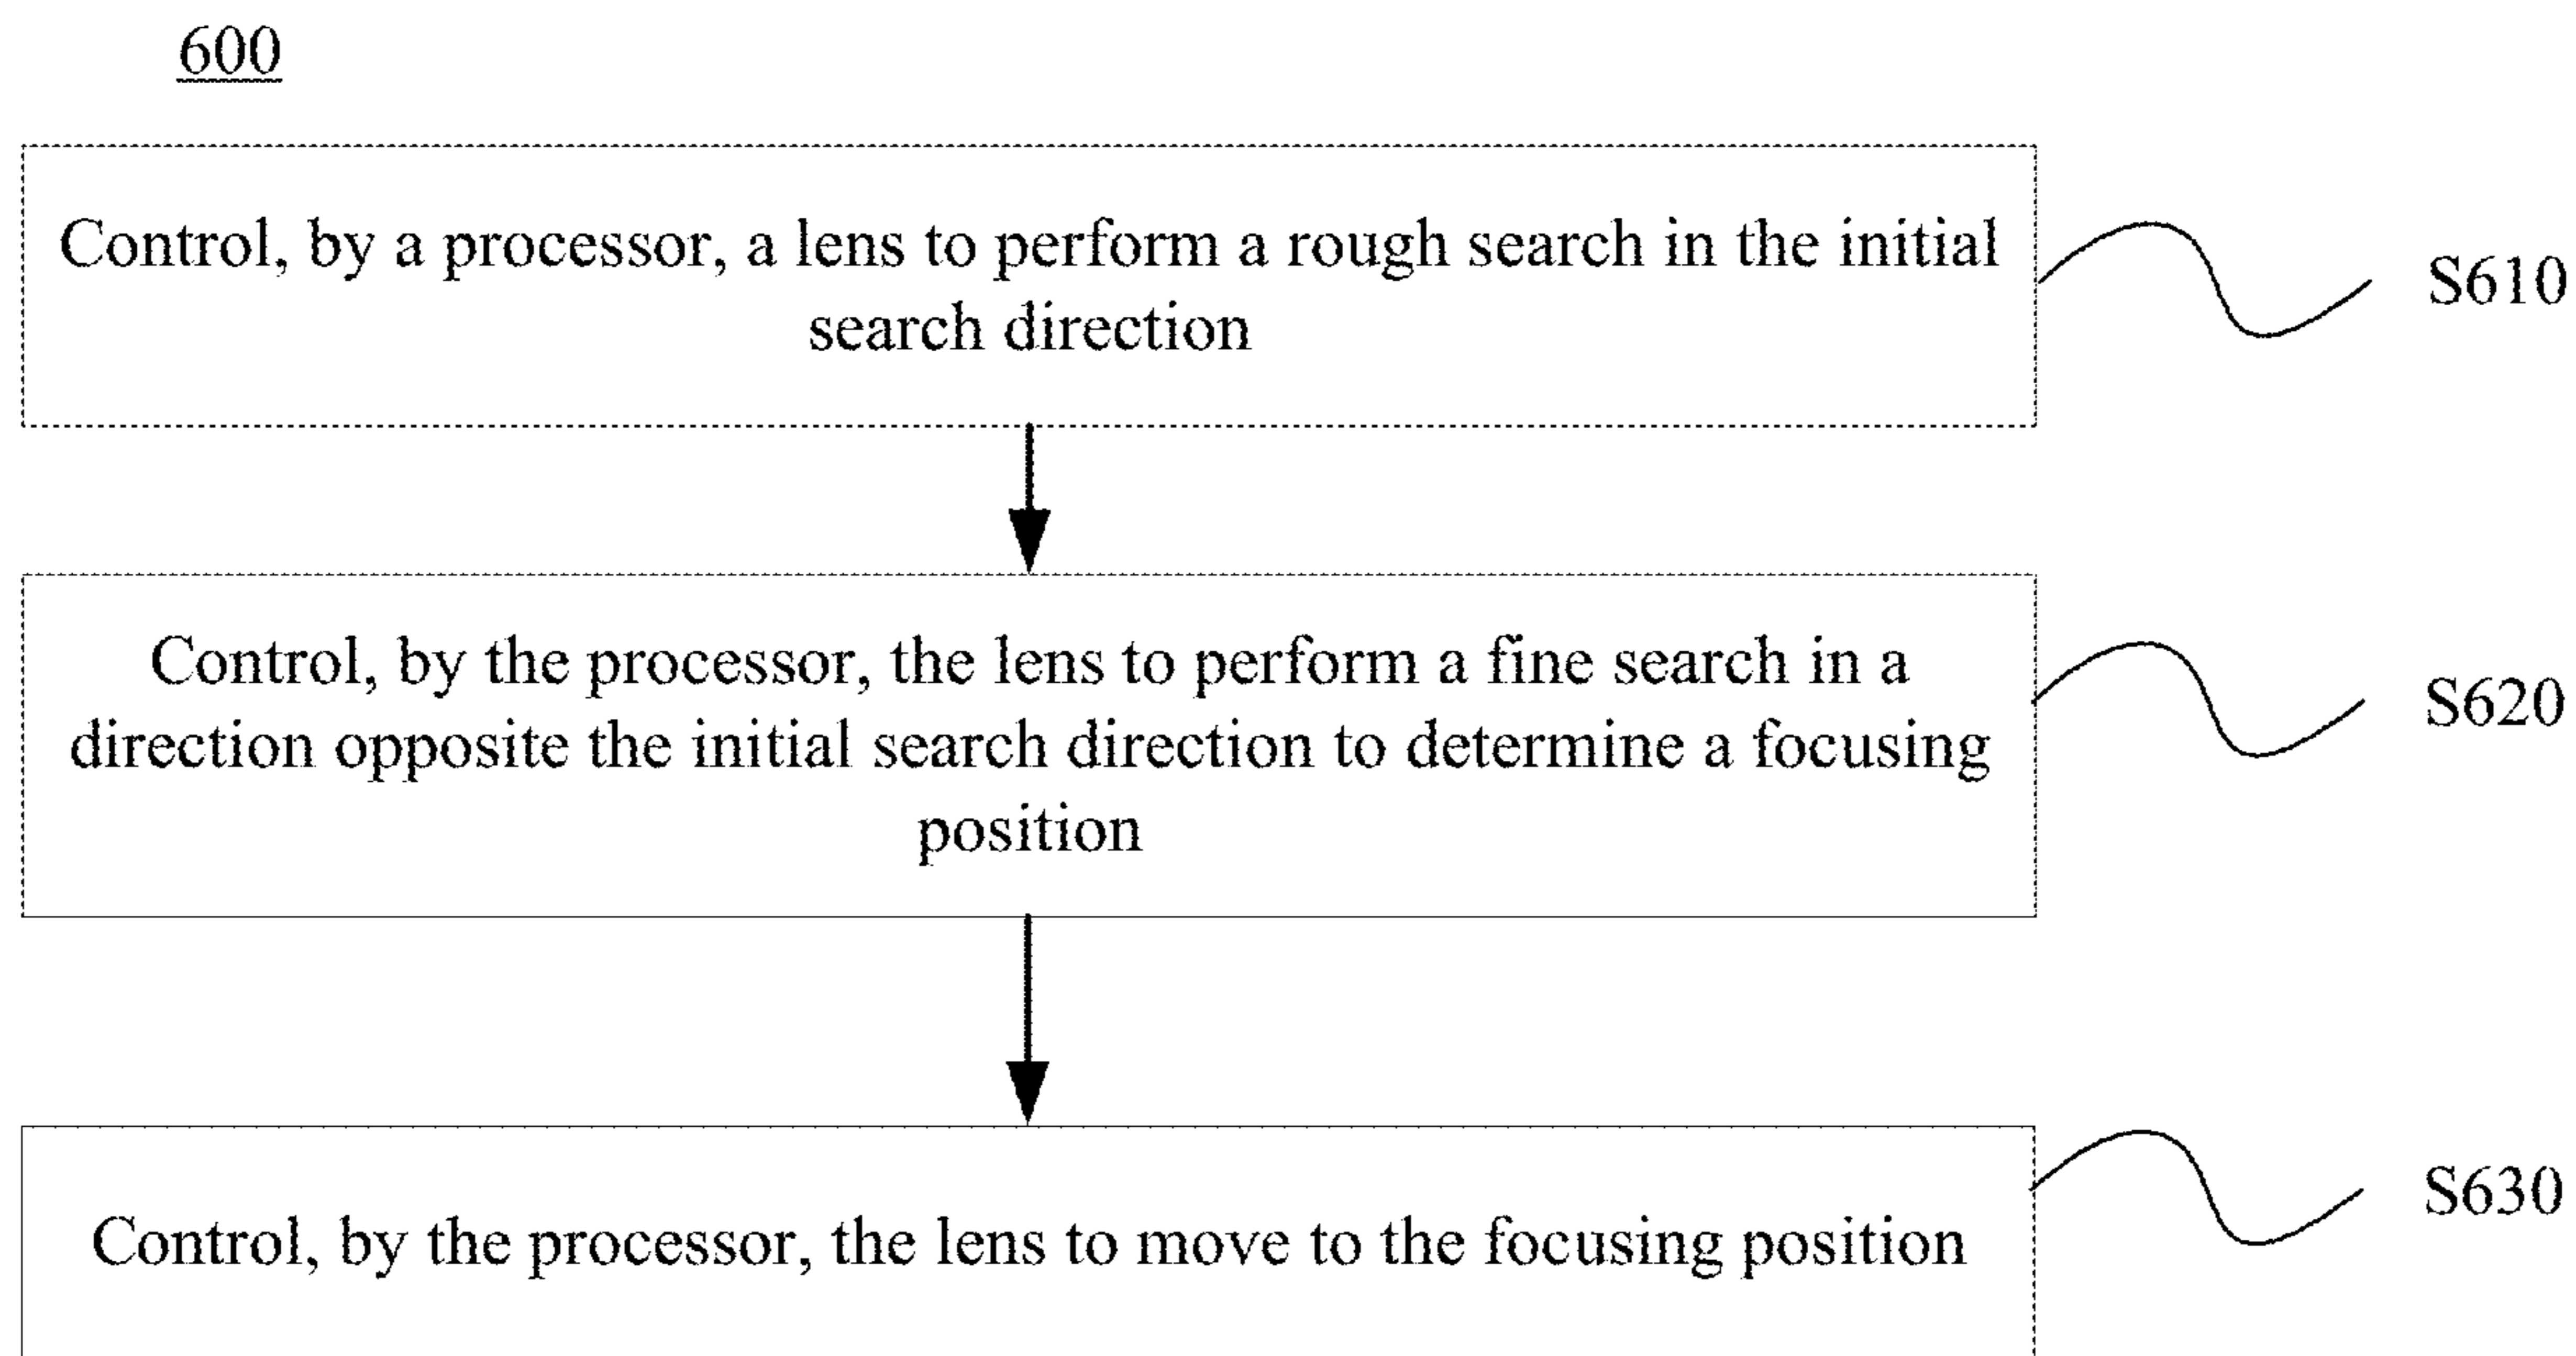 600
Control, by a processor, a lens to perform a rough search in the initial
search direction
S610
Control, by the processor, the lens to perform a fine search in a
direction opposite the initial search direction to determine a focusing
position
S620
Control, by the processor, the lens to move to the focusing position
S630